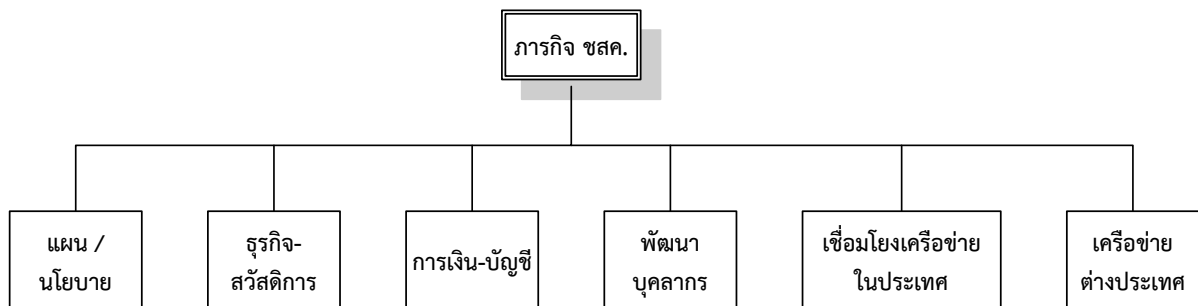 ภารกิจ ชสค.
แผน /
นโยบาย
ธุรกิจ-
สวัสดิการ
การเงิน-บัญชี
พัฒนา
บุคลากร
เชื่อมโยงเครือข่าย
ในประเทศ
เครือข่าย
ต่างประเทศ